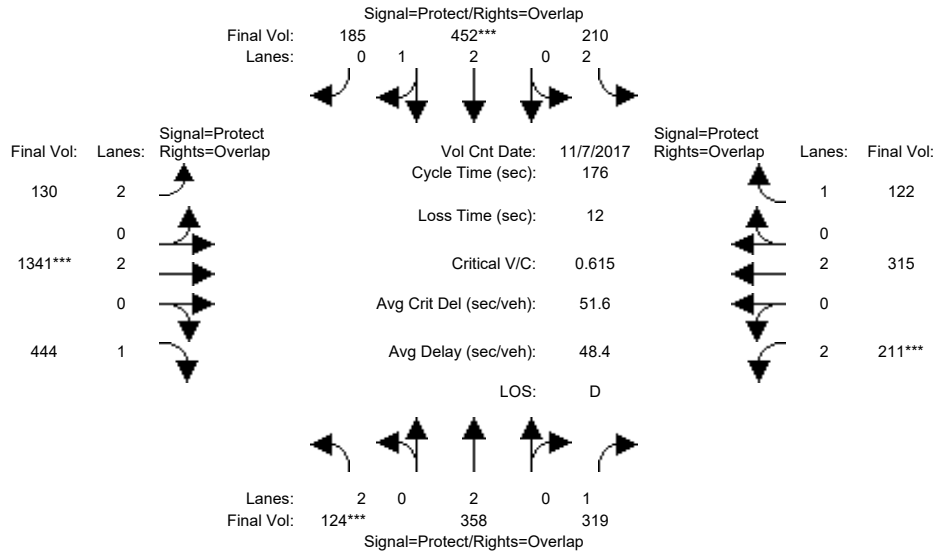 Signal=Protect/Rights=Overlap
Final Vol: 185 452*** 210
Lanes: 0 1 2 0 2
Signal=Protect
Final Vol: Lanes: Rights=Overlap
Vol Cnt Date: 11/7/2017
Signal=Protect
Rights=Overlap Lanes: Final Vol:
Cycle Time (sec): 176
130 2
1 122
Loss Time (sec): 12
0
0
1341*** 2
Critical V/C: 0.615
2 315
0
Avg Crit Del (sec/veh): 51.6
0
444 1
Avg Delay (sec/veh): 48.4
2 211***
LOS: D
Lanes: 2 0 2 0 1
Final Vol: 124*** 358 319
Signal=Protect/Rights=Overlap